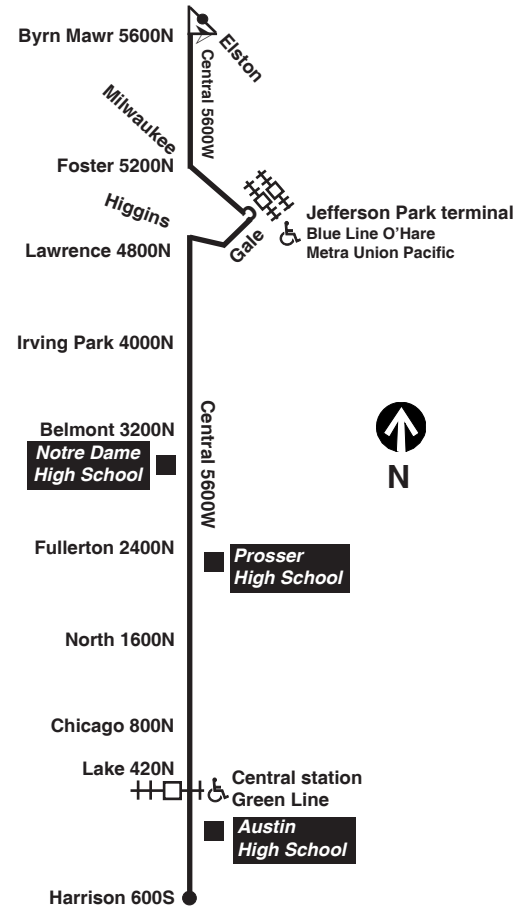 Byrn Mawr 5600N
Elston
Central 5600W
Milwaukee
Foster 5200N
Higgins
Jefferson Park terminal
Blue Line O'Hare
Metra Union Pacific
Gale
Lawrence 4800N
Irving Park 4000N
Central 5600W
Belmont 3200N
Notre Dame
High School
N
Fullerton 2400N
Prosser
High School
North 1600N
Chicago 800N
Lake 420N
Central station
Green Line
Austin
High School
Harrison 600S